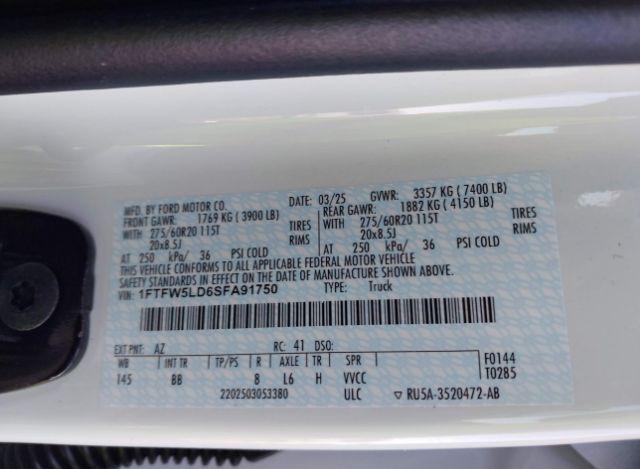 MFD. BY FORD MOTOR CO. DATE: 03/25 GVWR: 3357 KG ( 7400 LB)
FRONT GAWR: 1769 KG ( 3900 LB) REAR GAWR: 1882 KG ( 4150 LB)
WITH 275/60R20 115T TIRES WITH 275/60R20 115T TIRES
20x8.5J RIMS 20x8.5J RIMS
AT 250 kPa/ 36 PSI COLD AT 250 kPa/ 36 PSI COLD
THIS VEHICLE CONFORMS TO ALL APPLICABLE FEDERAL MOTOR VEHICLE
SAFETY STANDARDS IN EFFECT ON THE DATE OF MANUFACTURE SHOWN ABOVE.
VIN: 1FTFW5LD6SFA91750 TYPE: Truck
EXT PNT: AZ RC: 41 DSO: F0144
WB INT TR TP/PS R AXLE TR SPR T0285
145 BB 8 L6 H VVCC
2202503053380 ULC ▽ RU5A-3520472-AB